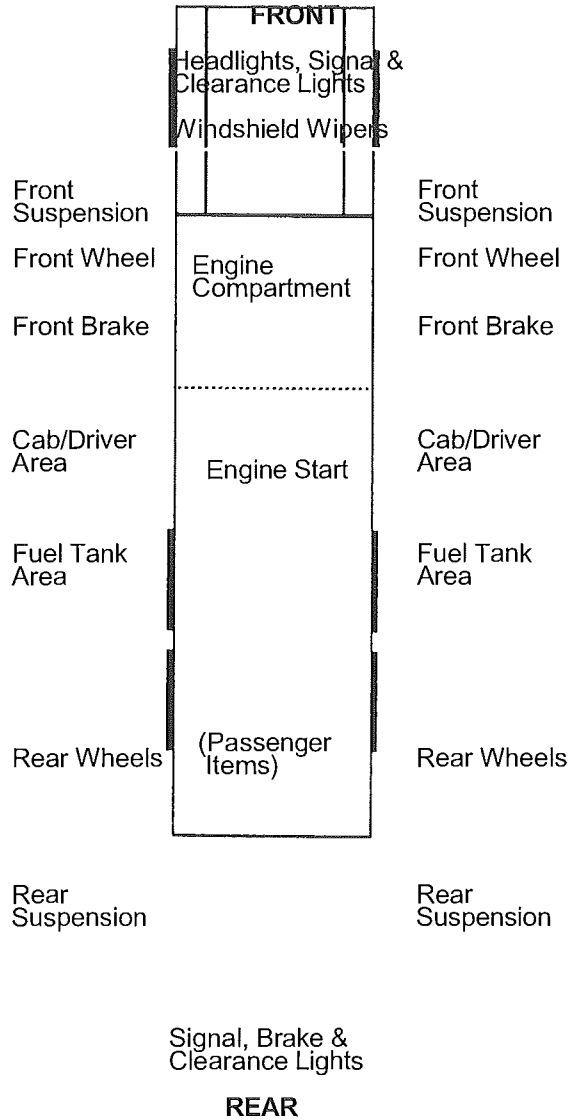 FRONT
Headlights, Signal &
Clearance Lights
Windshield Wipers
Front
Suspension
Front
Suspension
Front Wheel
Engine
Compartment
Front Wheel
Front Brake
Front Brake
Cab/Driver
Area
Engine Start
Cab/Driver
Area
Fuel Tank
Area
Fuel Tank
Area
Rear Wheels
(Passenger
Items)
Rear Wheels
Rear
Suspension
Rear
Suspension
Signal, Brake &
Clearance Lights
REAR